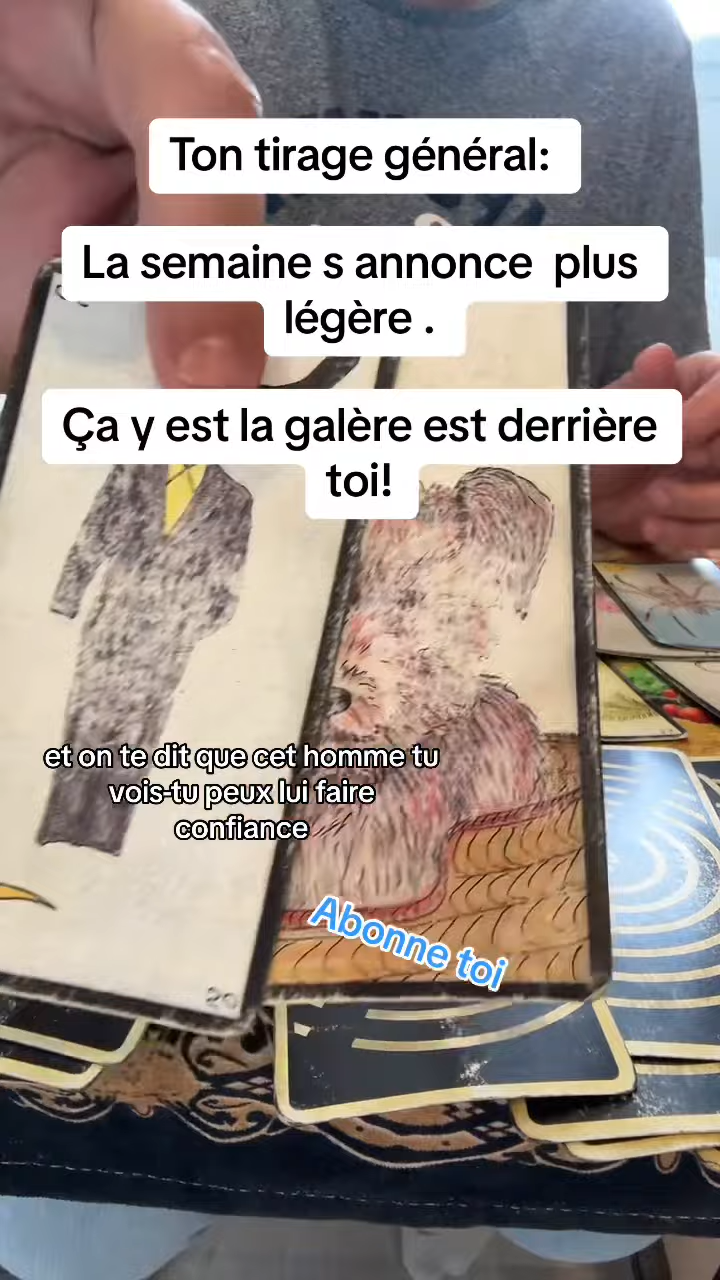 Ton tirage général:
La semaine s annonce  plus
légère .
Ça y est la galère est derrière
toi!
et on te dit que cet homme tu
vois-tu peux lui faire
confiance
Abonne toi
20